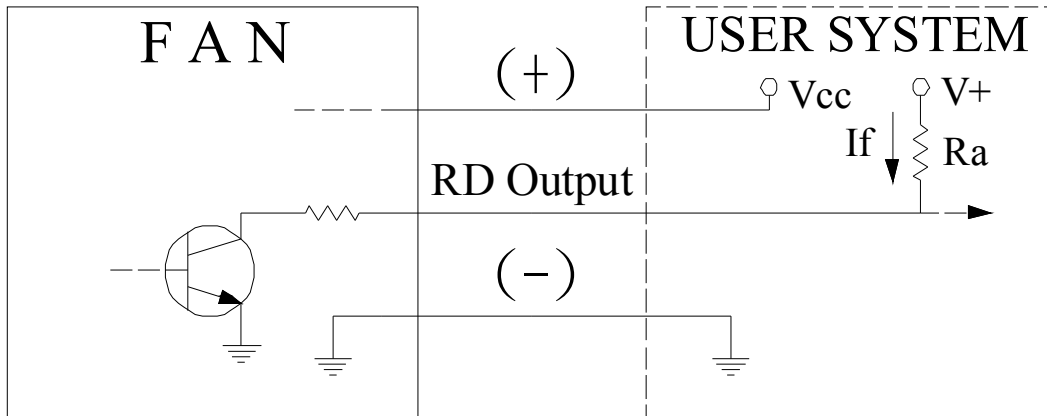 F A N
USER SYSTEM
(+)
Vcc
V+
If
Ra
RD Output
(-)